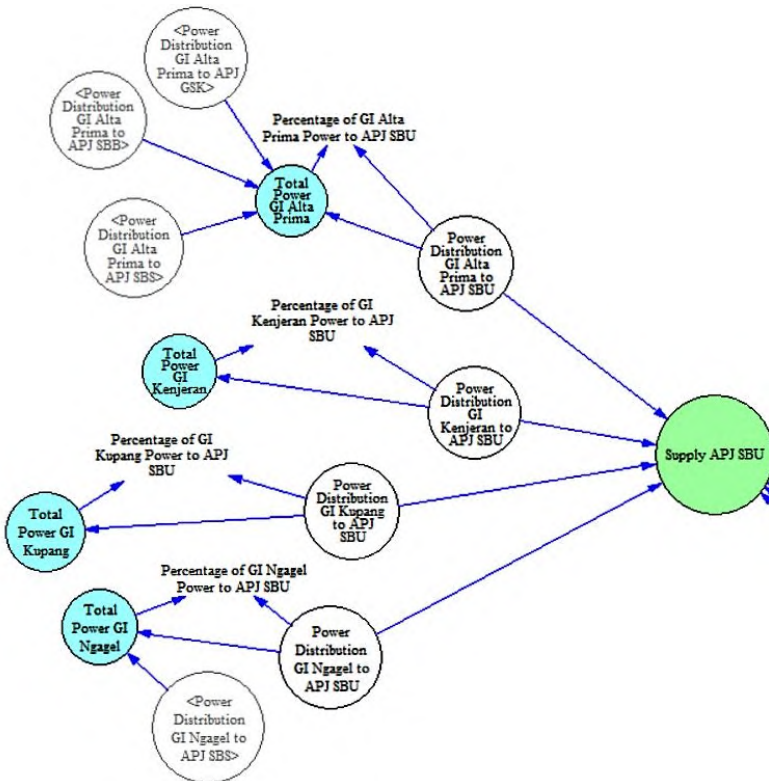 <Power
Distribution
GI Alta
Prima to APJ
GSK>
<Power
Distribution
GI Alta
Prima to
APJ SBB>
Percentage of GI Alta
Prima Power to APJ SBU
Total
Power
GI Alta
Prima
<Power
Distribution
GI Alta
Prima to
APJ SBS>
Power
Distribution
GI Alta
Prima to
APJ SBU
Percentage of GI
Kenjeran Power to APJ
SBU
Total
Power
GI
Kenjeran
Power
Distribution
GI
Kenjeran to
APJ SBU
Supply APJ SBU
Percentage of GI
Kupang Power to APJ
SBU
Power
Distribution
GI Kupang
to APJ
SBU
Total
Power GI
Kupang
Percentage of GI Ngagel
Power to APJ SBU
Total
Power GI
Ngagel
Power
Distribution
GI Ngagel to
APJ SBU
<Power
Distribution
GI Ngagel to
APJ SBS>